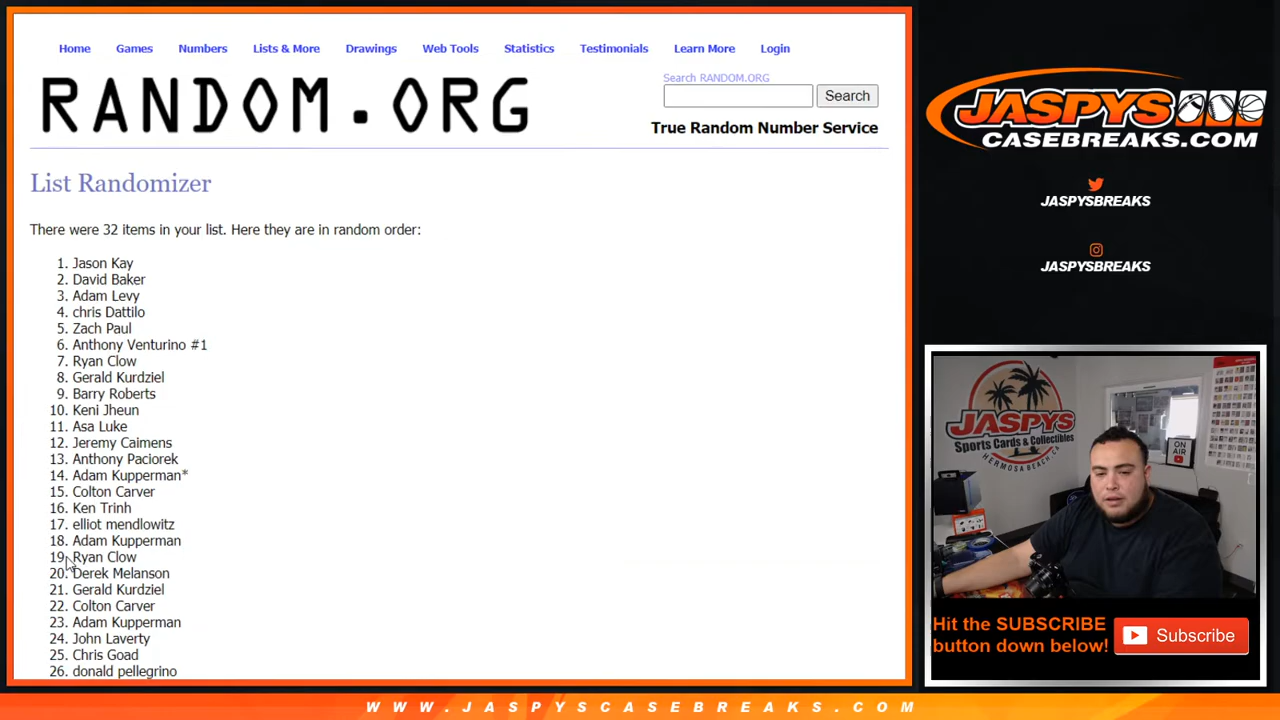 Home Games Numbers Lists & More Drawings Web Tools Statistics Testimonials Learn More Login
RANDOM.ORG
Search RANDOM.ORG
Search
True Random Number Service
List Randomizer
There were 32 items in your list. Here they are in random order:
1. Jason Kay
2. David Baker
3. Adam Levy
4. chris Dattilo
5. Zach Paul
6. Anthony Venturino #1
7. Ryan Clow
8. Gerald Kurdziel
9. Barry Roberts
10. Keni Jheun
11. Asa Luke
12. Jeremy Caimens
13. Anthony Paciorek
14. Adam Kupperman*
15. Colton Carver
16. Ken Trinh
17. elliot mendlowitz
18. Adam Kupperman
19. Ryan Clow
20. Derek Melanson
21. Gerald Kurdziel
22. Colton Carver
23. Adam Kupperman
24. John Laverty
25. Chris Goad
26. donald pellegrino
JASPYS
CASEBREAKS.COM
JASPYSBREAKS
JASPYSBREAKS
JASPYS
Sports Cards & Collectibles
HERMOSA BEACH, CA
ON AIR
Hit the SUBSCRIBE
button down below!
Subscribe
WWW.JASPYSCASEBREAKS.COM